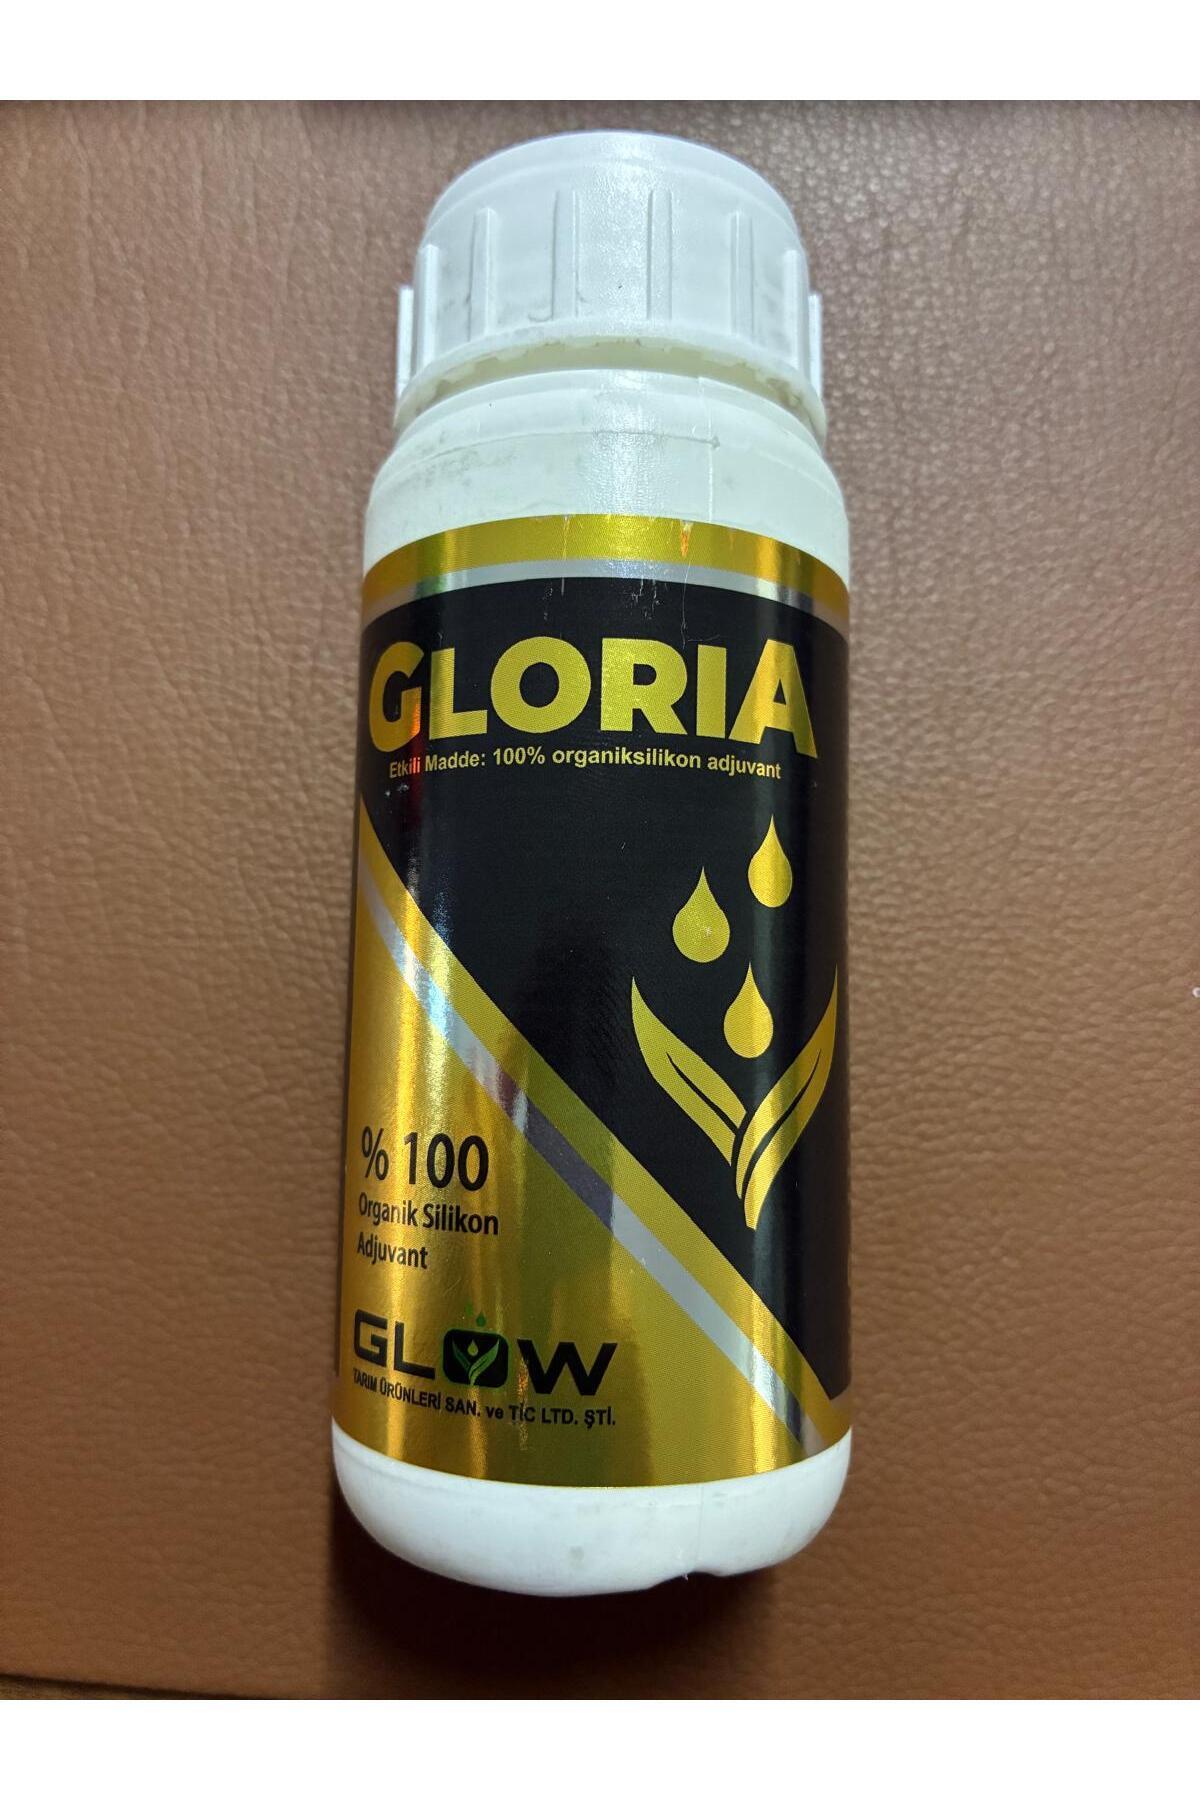 GLORIA
Etkili Madde: 100% organiksilikon adjuvant
% 100
Organik Silikon
Adjuvant
GLOW
TARIM ÜRÜNLERİ SAN. ve TİC LTD. ŞTİ.